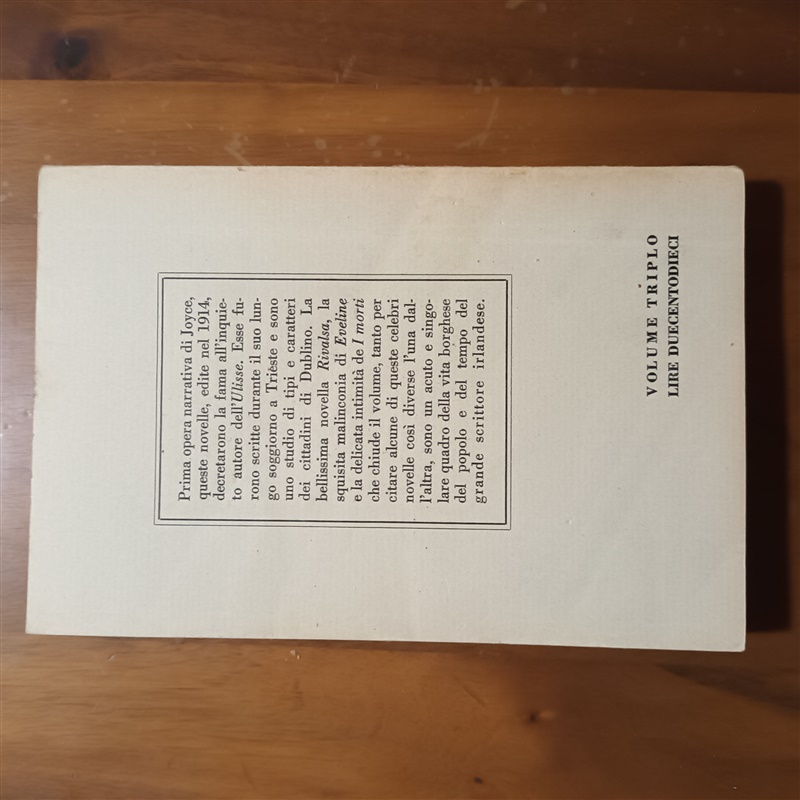 Prima opera narrativa di Joyce,
queste novelle, edite nel 1914,
decretarono la fama all'inquie-
to autore dell'Ulisse. Esse fu-
rono scritte durante il suo lun-
go soggiorno a Trièste e sono
uno studio di tipi e caratteri
dei cittadini di Dublino. La
bellissima novella Rivalsa, la
squisita malinconia di Eveline
e la delicata intimità de I morti
che chiude il volume, tanto per
citare alcune di queste celebri
novelle così diverse l'una dal-
l'altra, sono un acuto e singo-
lare quadro della vita borghese
del popolo e del tempo del
grande scrittore irlandese.
VOLUME TRIPLO
LIRE DUECENTODIECI